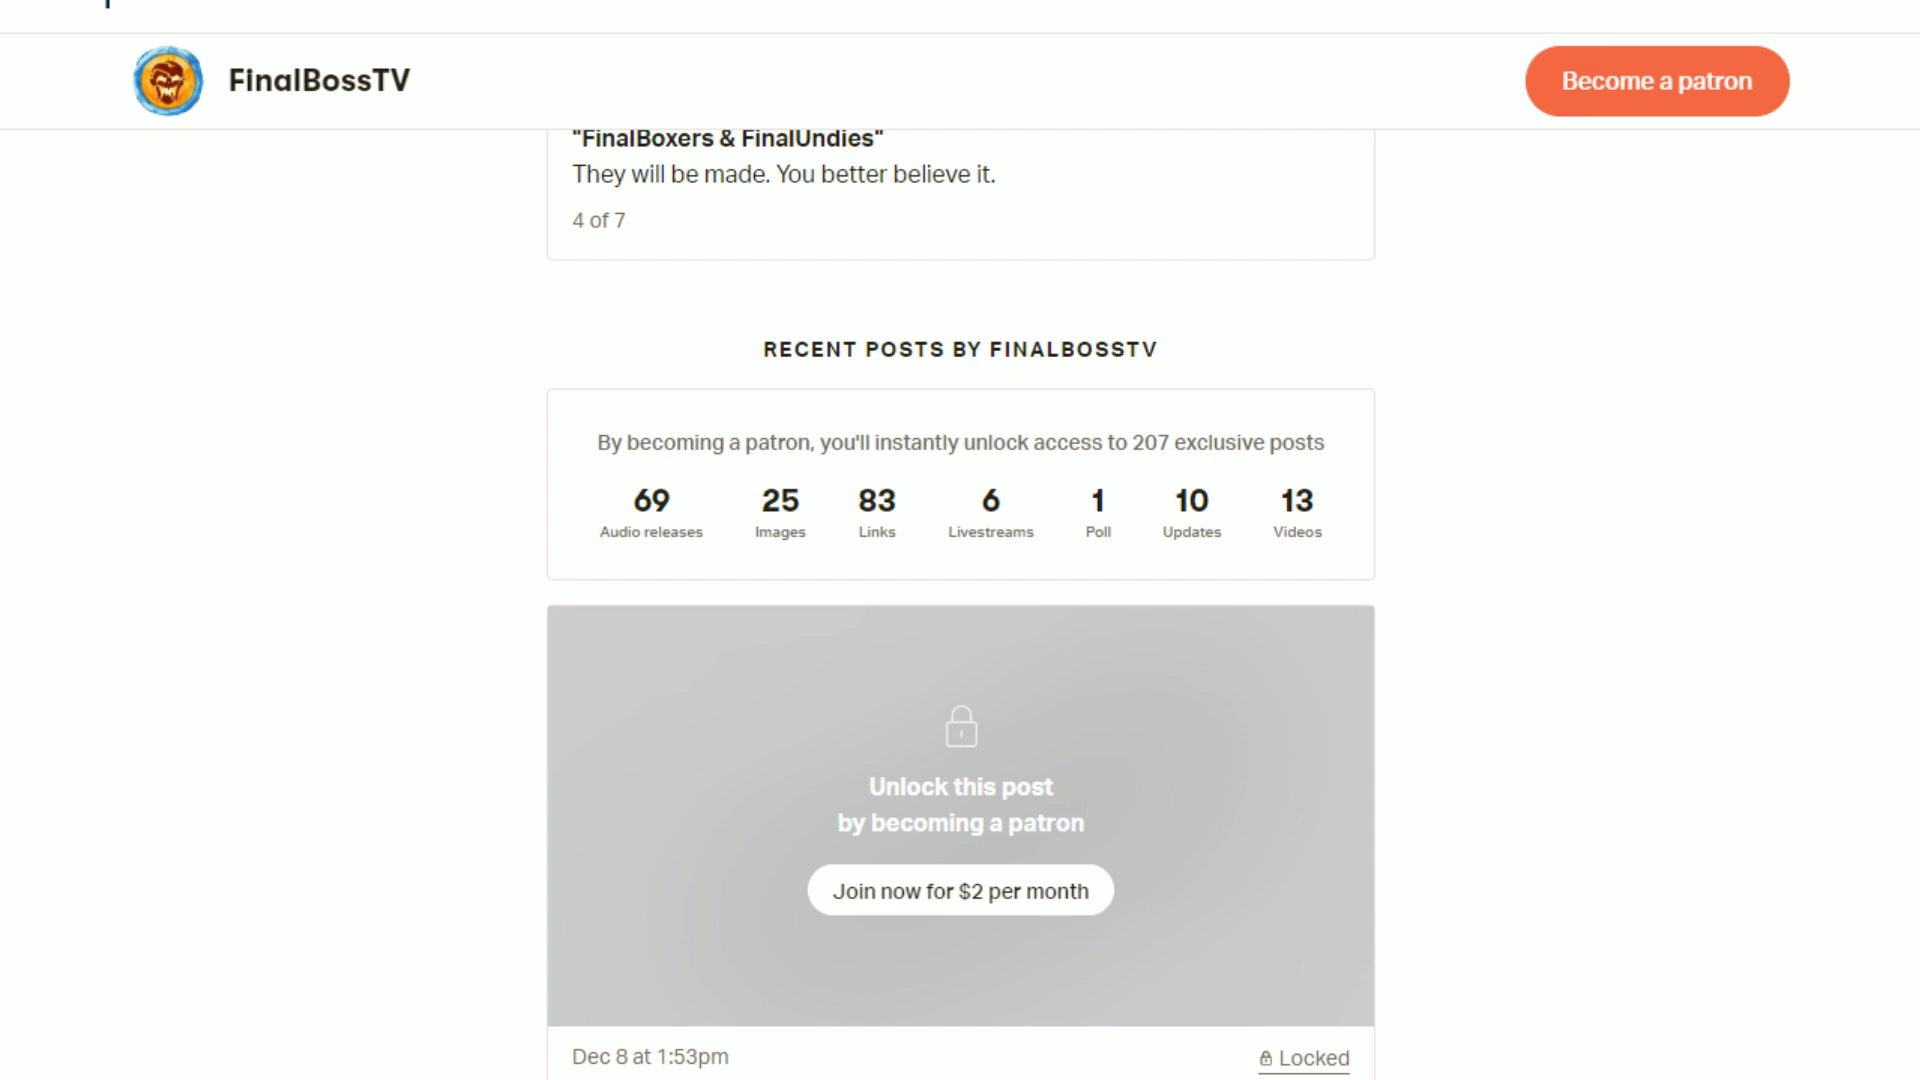 FinalBossTV
Become a patron
"FinalBoxers & FinalUndies"
They will be made. You better believe it.
4 of 7
RECENT POSTS BY FINALBOSSTV
By becoming a patron, you'll instantly unlock access to 207 exclusive posts
69 25 83 6 1 10 13
Audio releases Images Links Livestreams Poll Updates Videos
Unlock this post
by becoming a patron
Join now for $2 per month
Dec 8 at 1:53pm
Locked